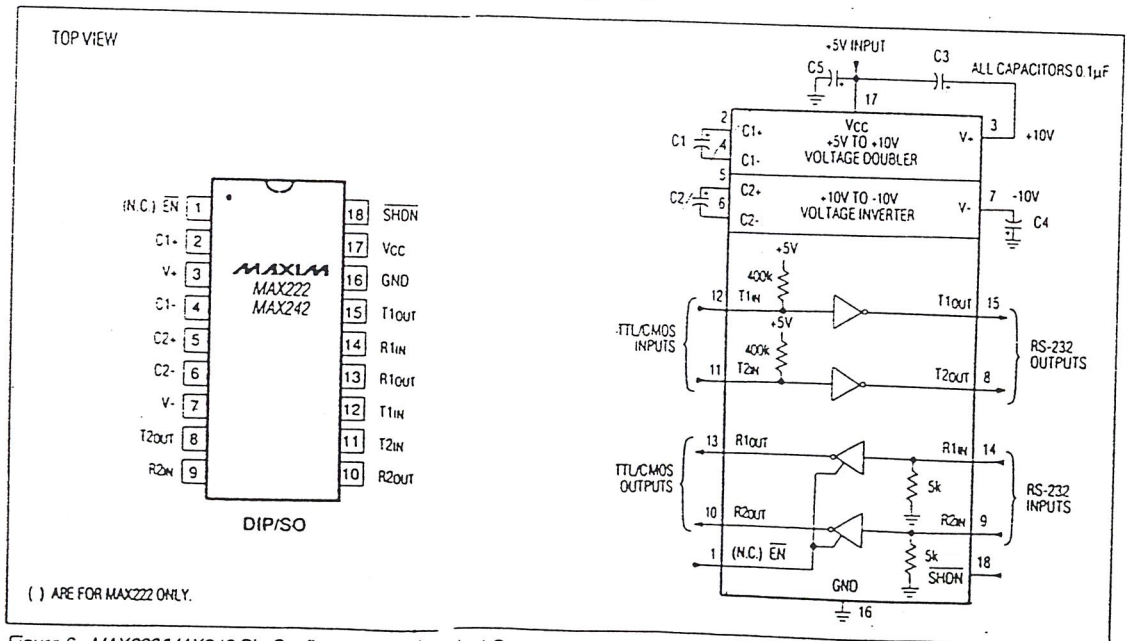 TOP VIEW
(N.C.) EN 1
C1+ 2
V+ 3
C1- 4
C2+ 5
C2- 6
V- 7
T2OUT 8
R2IN 9
18 SHDN
17 VCC
16 GND
15 T1OUT
14 R1IN
13 R1OUT
12 T1IN
11 T2IN
10 R2OUT
MAXIM
MAX222
MAX242
DIP/SO
( ) ARE FOR MAX222 ONLY.
+5V INPUT
C5
C3
ALL CAPACITORS 0.1µF
17
2
C1
4
C1+
C1-
VCC
+5V TO +10V
VOLTAGE DOUBLER
V+
3
+10V
5
C2
6
C2+
C2-
+10V TO -10V
VOLTAGE INVERTER
V-
7
-10V
C4
+5V
400k
12
T1IN
T1OUT
15
TTL/CMOS
INPUTS
+5V
400k
11
T2IN
T2OUT
8
RS-232
OUTPUTS
13
R1OUT
R1IN
14
TTL/CMOS
OUTPUTS
5k
RS-232
INPUTS
10
R2OUT
R2IN
9
1
(N.C.) EN
5k
18
SHDN
GND
16